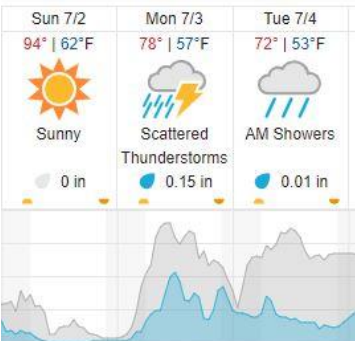 Sun 7/2
94° | 62°F
Sunny
0 in
Mon 7/3
78° | 57°F
Scattered
Thunderstorms
0.15 in
Tue 7/4
72° | 53°F
AM Showers
0.01 in